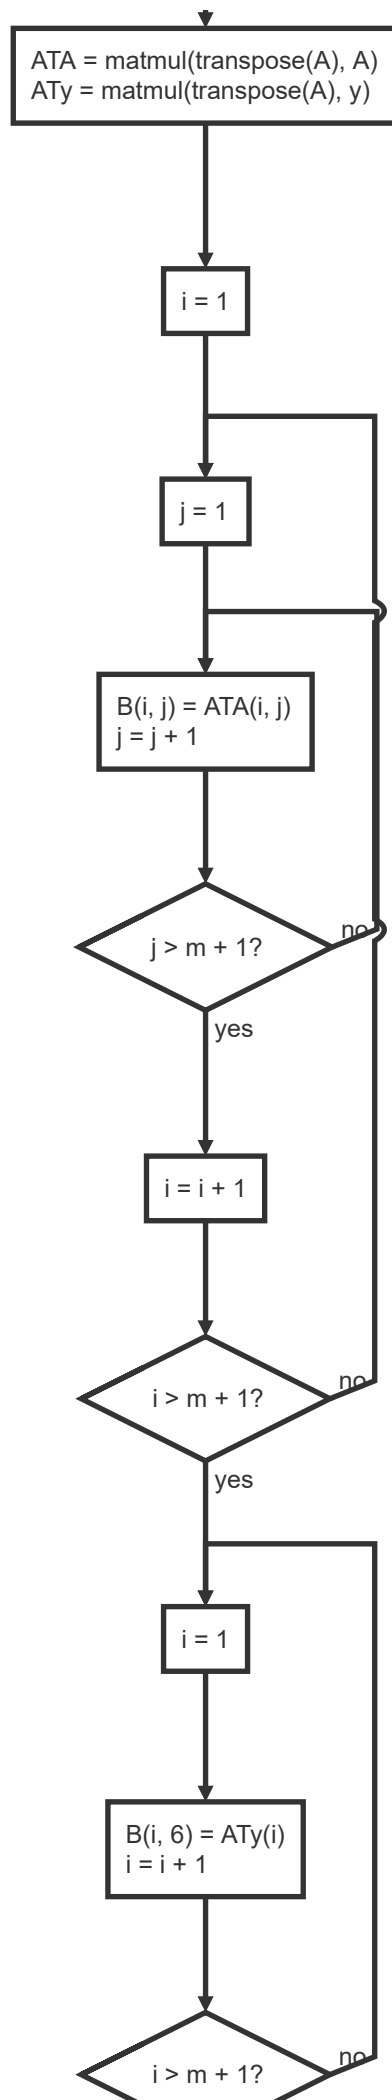 ATA = matmul(transpose(A), A)
ATy = matmul(transpose(A), y)
i = 1
j = 1
B(i, j) = ATA(i, j)
j = j + 1
j > m + 1?
no
yes
i = i + 1
i > m + 1?
no
yes
i = 1
B(i, 6) = ATy(i)
i = i + 1
i > m + 1?
no